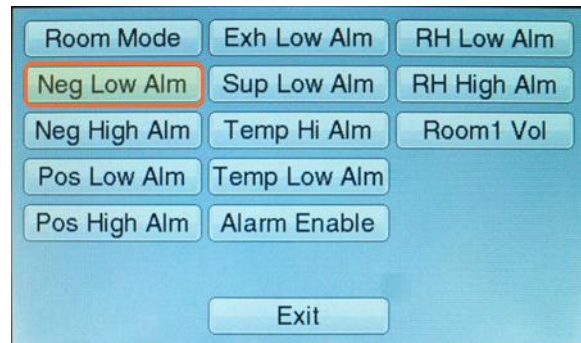 Room Mode
Exh Low Alm
RH Low Alm
Neg Low Alm
Sup Low Alm
RH High Alm
Neg High Alm
Temp Hi Alm
Room1 Vol
Pos Low Alm
Temp Low Alm
Pos High Alm
Alarm Enable
Exit